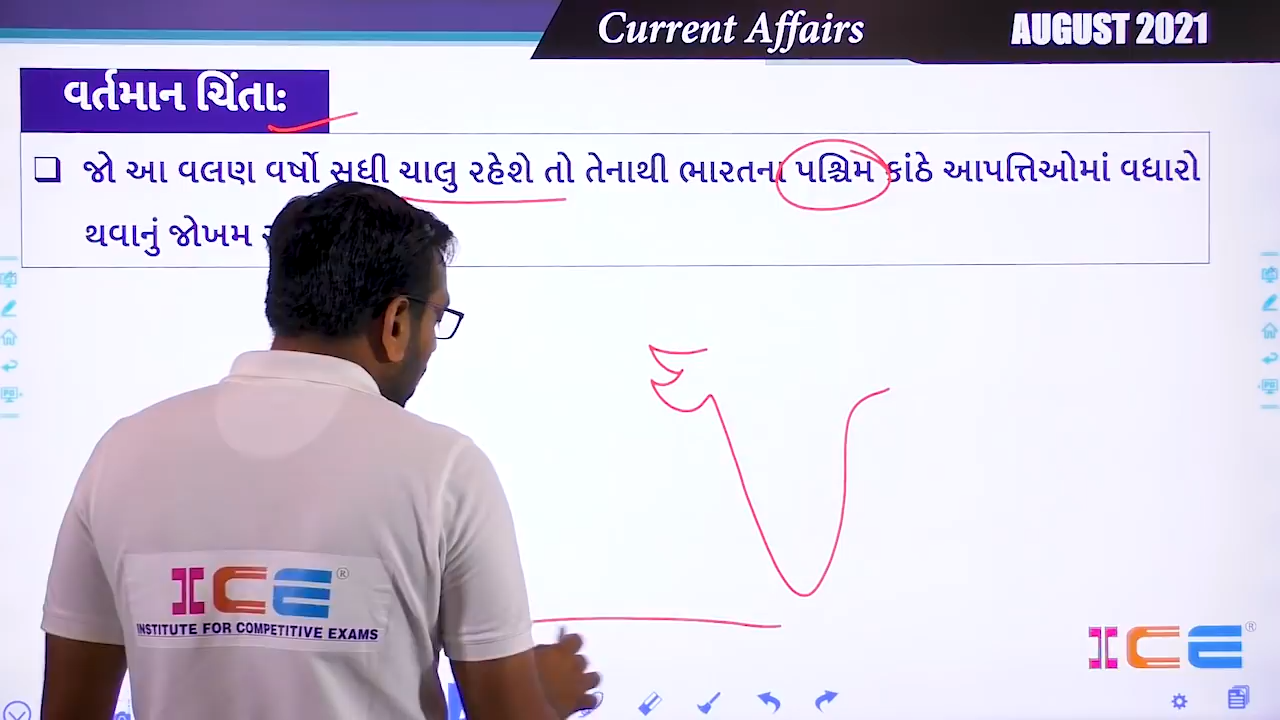 Current Affairs
AUGUST 2021
વર્તમાન ચિંતા:
જો આ વલણ વર્ષો સુધી ચાલુ રહેશે તો તેનાથી ભારતના પશ્ચિમ કાંઠે આપત્તિઓમાં વધારો
થવાનું જોખમ
ICE®
INSTITUTE FOR COMPETITIVE EXAMS
ICE®